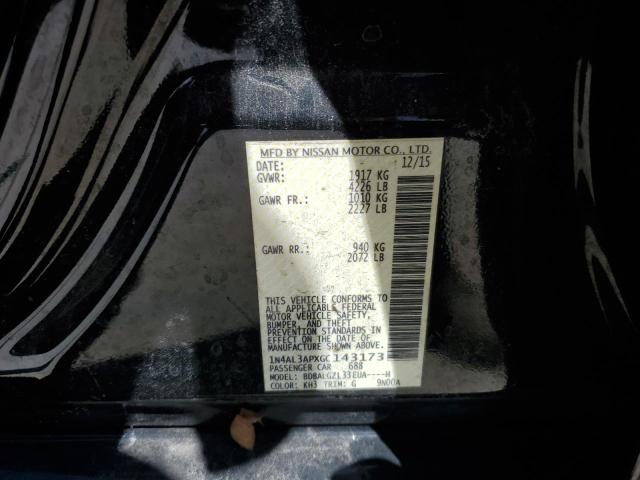 MFD BY NISSAN MOTOR CO., LTD.
DATE: 12/15
GVWR: 1917 KG
4226 LB
GAWR FR.: 1010 KG
2227 LB
GAWR RR.: 940 KG
2072 LB
THIS VEHICLE CONFORMS TO
ALL APPLICABLE FEDERAL
MOTOR VEHICLE SAFETY,
BUMPER, AND THEFT
PREVENTION STANDARDS
IN EFFECT ON THE DATE OF
MANUFACTURE SHOWN ABOVE.
1N4AL3APXGC143173
PASSENGER CAR 688
MODEL: BDBALGZL33EUA----H
COLOR: KH3 TRIM: G 9N00A